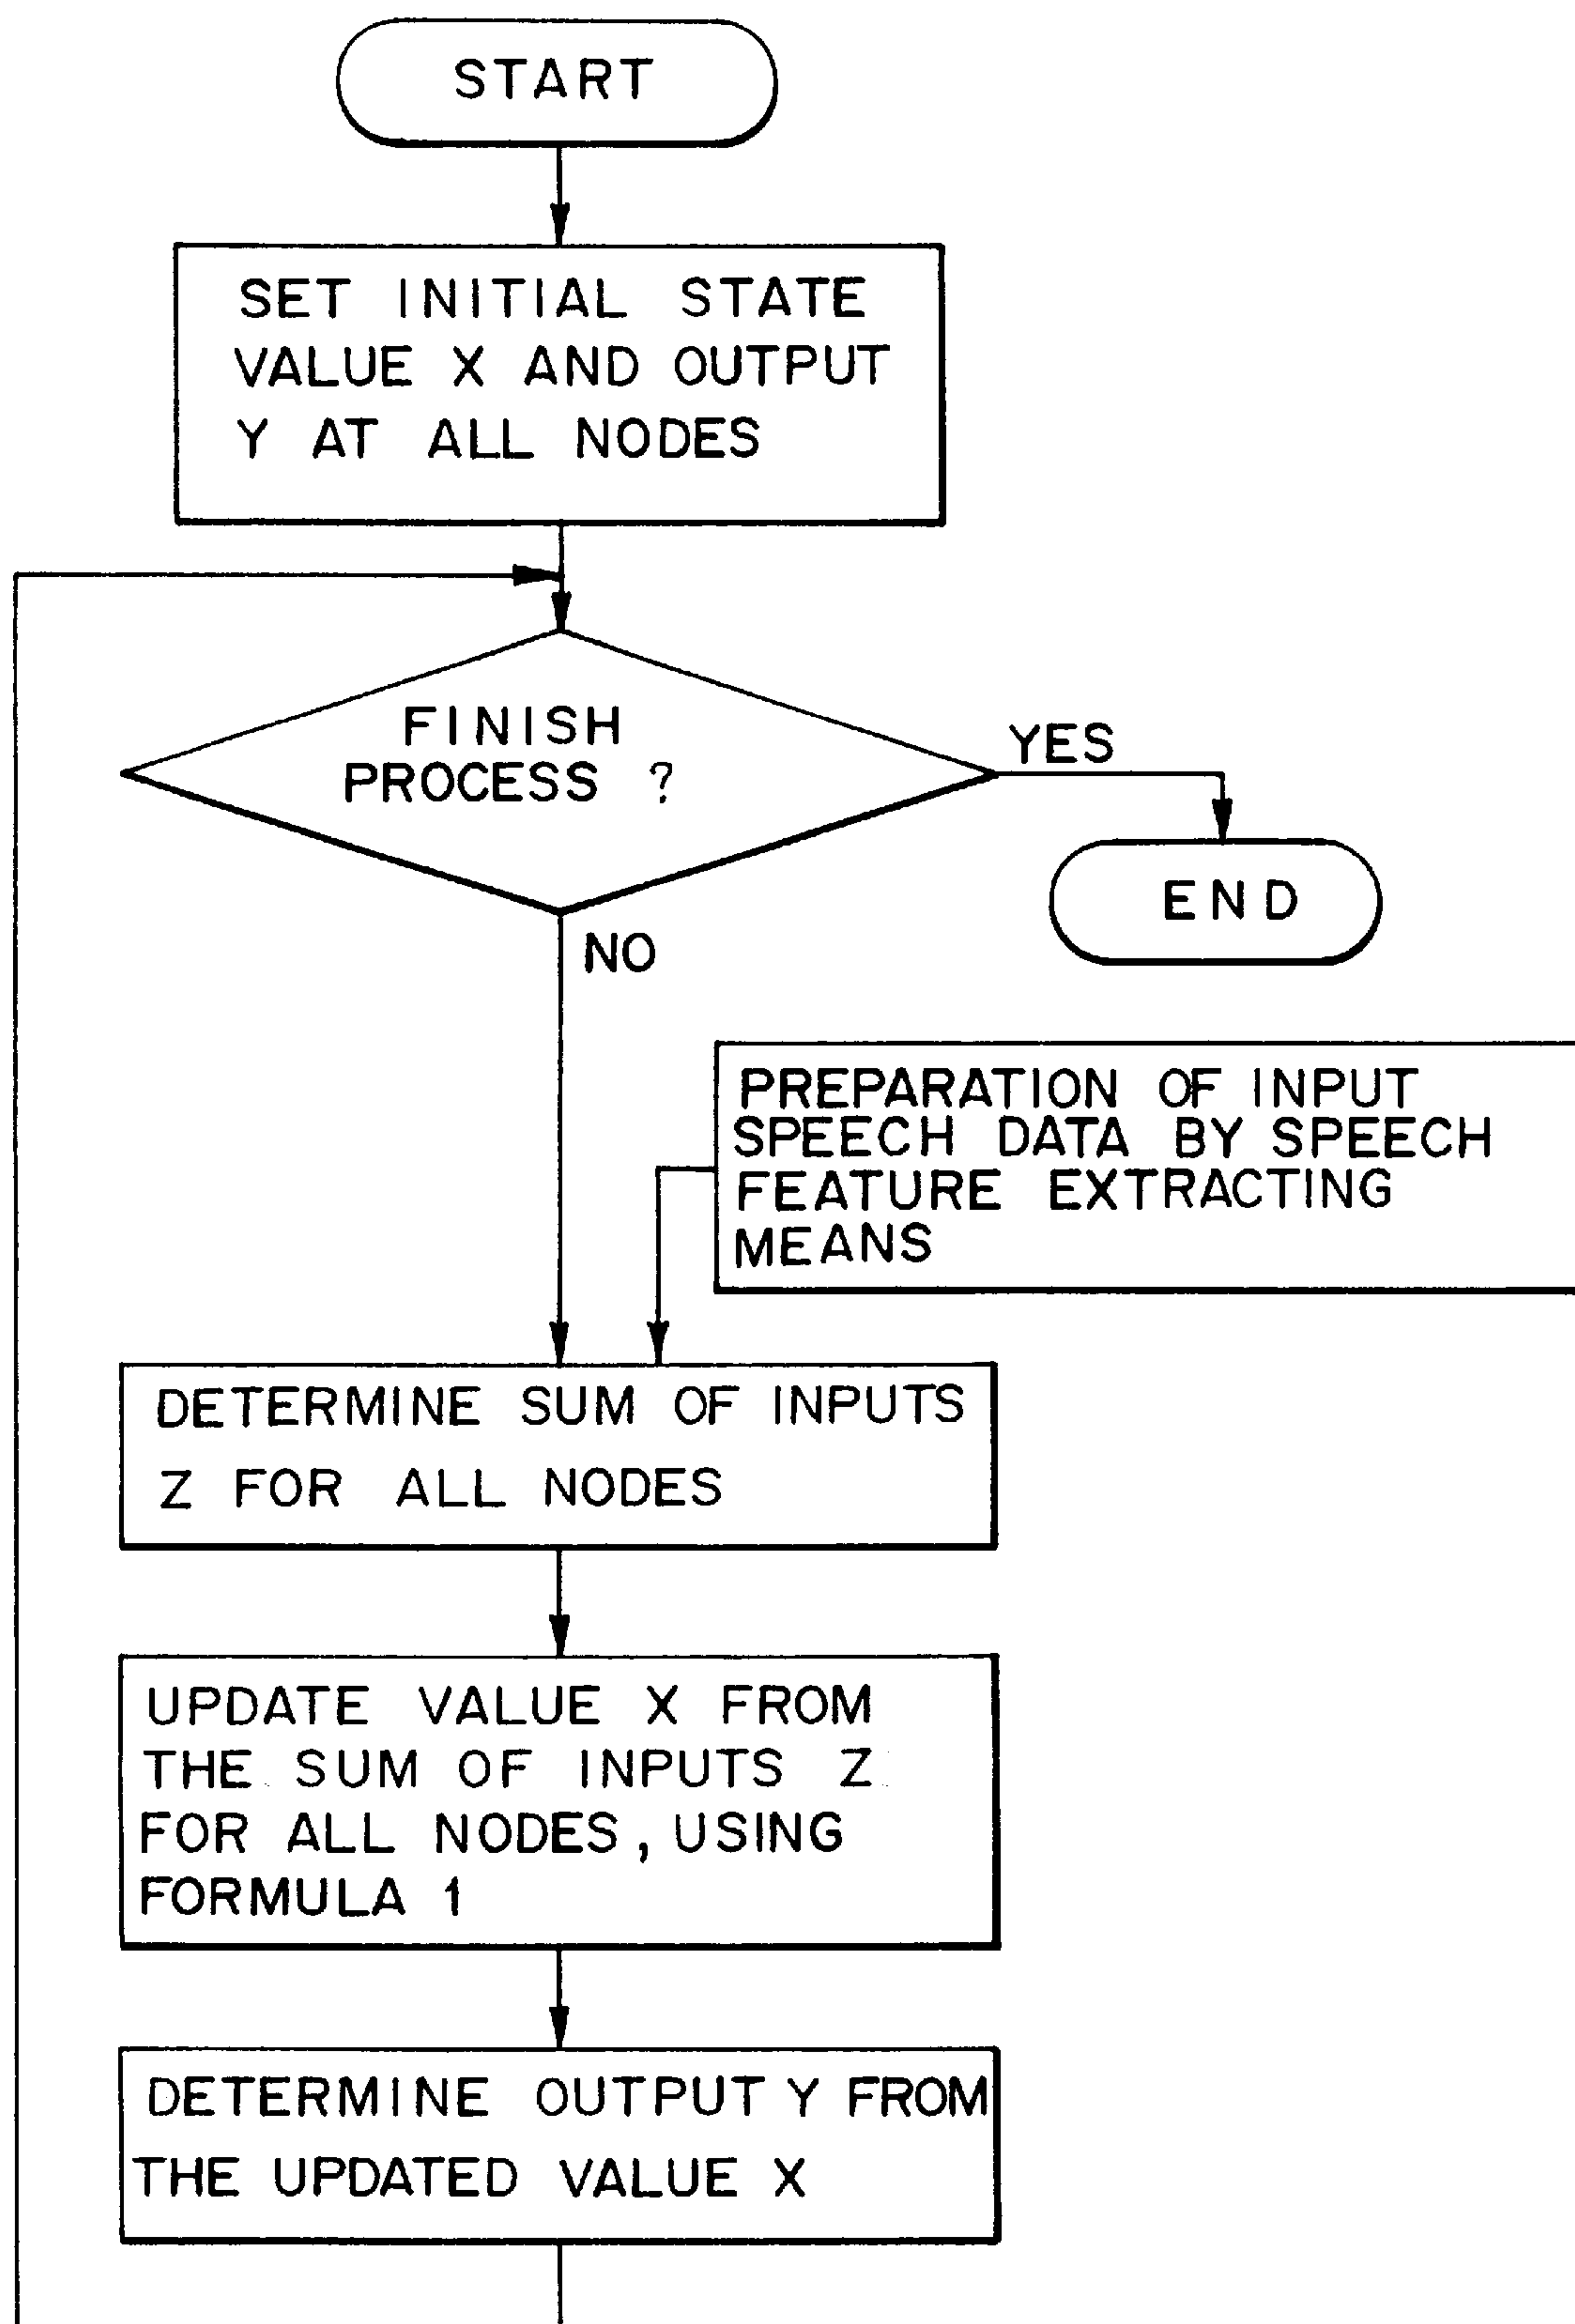 START
SET INITIAL STATE
VALUE X AND OUTPUT
Y AT ALL NODES
FINISH
PROCESS ?
YES
END
NO
PREPARATION OF INPUT
SPEECH DATA BY SPEECH
FEATURE EXTRACTING
MEANS
DETERMINE SUM OF INPUTS
Z FOR ALL NODES
UPDATE VALUE X FROM
THE SUM OF INPUTS Z
FOR ALL NODES, USING
FORMULA 1
DETERMINE OUTPUT Y FROM
THE UPDATED VALUE X